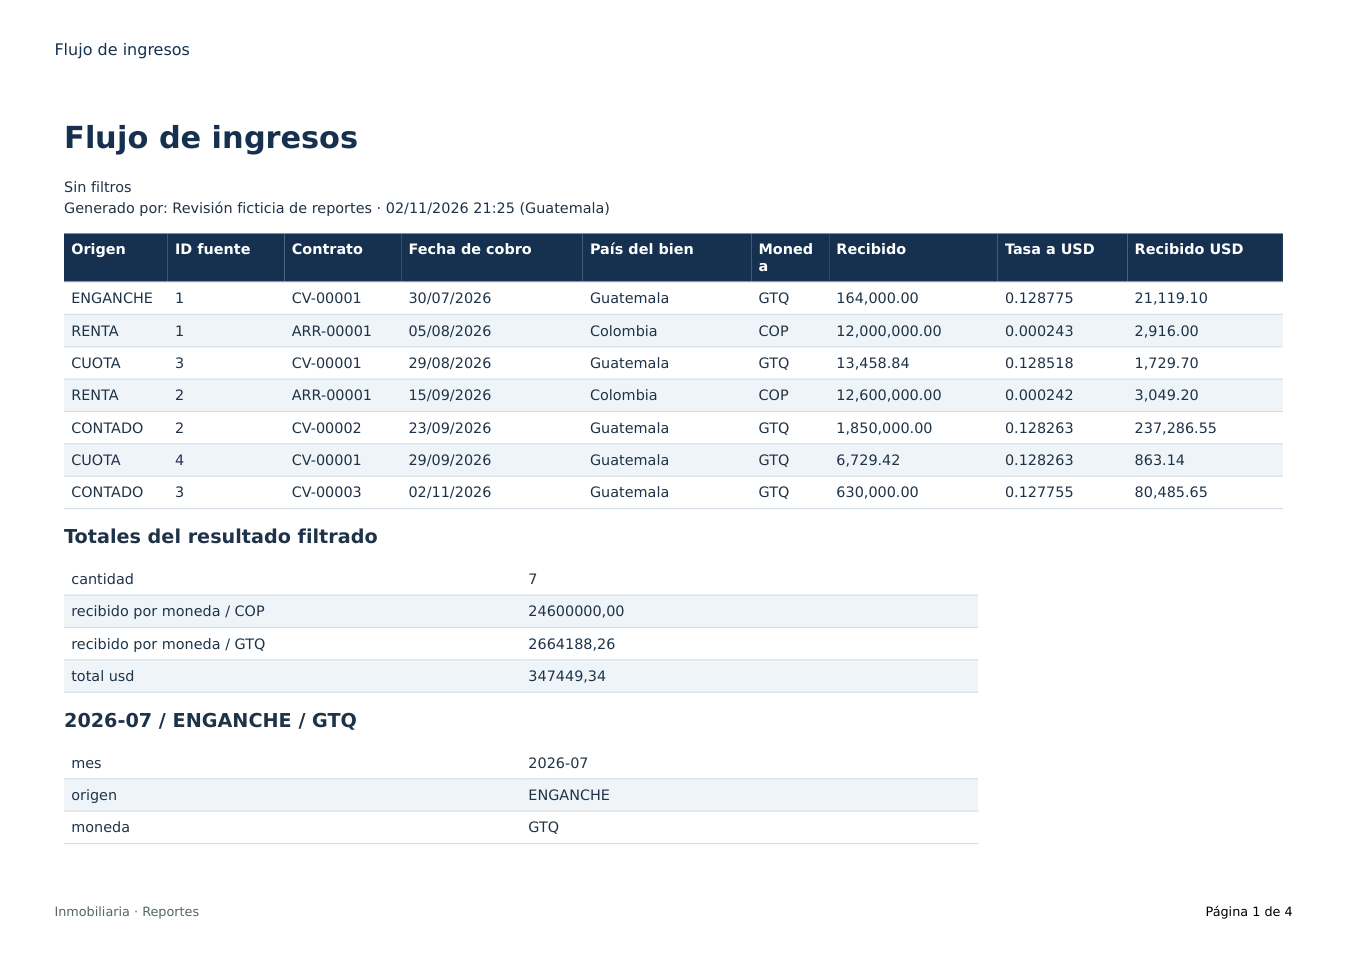 Flujo de ingresos
Flujo de ingresos
Sin filtros
Generado por: Revisión ficticia de reportes · 02/11/2026 21:25 (Guatemala)
Origen ID fuente Contrato Fecha de cobro País del bien Moned a Recibido Tasa a USD Recibido USD
ENGANCHE 1 CV-00001 30/07/2026 Guatemala GTQ 164,000.00 0.128775 21,119.10
RENTA 1 ARR-00001 05/08/2026 Colombia COP 12,000,000.00 0.000243 2,916.00
CUOTA 3 CV-00001 29/08/2026 Guatemala GTQ 13,458.84 0.128518 1,729.70
RENTA 2 ARR-00001 15/09/2026 Colombia COP 12,600,000.00 0.000242 3,049.20
CONTADO 2 CV-00002 23/09/2026 Guatemala GTQ 1,850,000.00 0.128263 237,286.55
CUOTA 4 CV-00001 29/09/2026 Guatemala GTQ 6,729.42 0.128263 863.14
CONTADO 3 CV-00003 02/11/2026 Guatemala GTQ 630,000.00 0.127755 80,485.65
Totales del resultado filtrado
cantidad 7
recibido por moneda / COP 24600000,00
recibido por moneda / GTQ 2664188,26
total usd 347449,34
2026-07 / ENGANCHE / GTQ
mes 2026-07
origen ENGANCHE
moneda GTQ
Inmobiliaria · Reportes Página 1 de 4